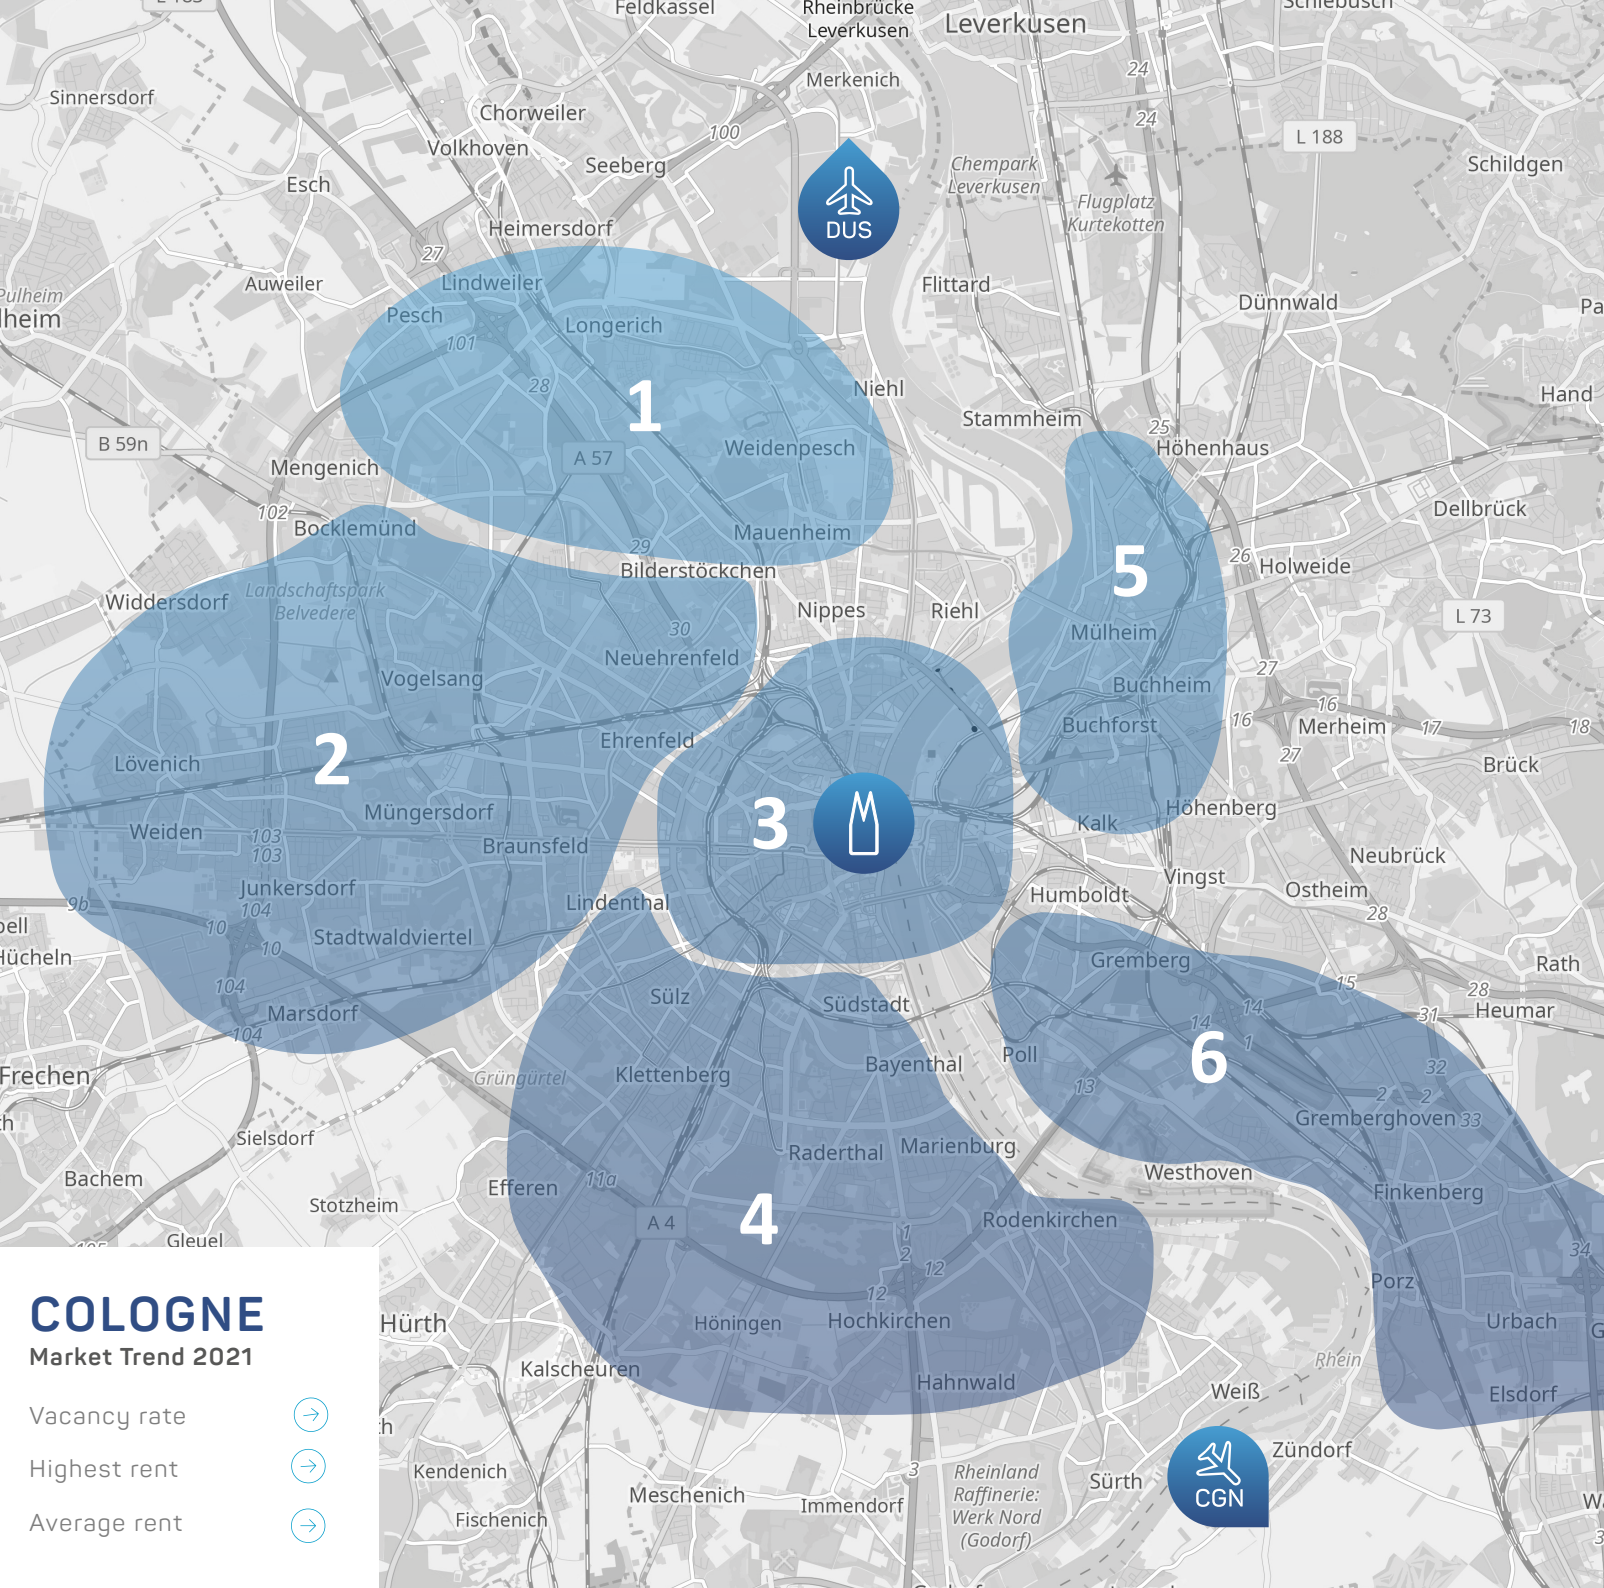 Feldkassel
Rheinbrücke
Leverkusen
Leverkusen
Merkenich
24
Sinnersdorf
Chorweiler
24
100
L 188
Volkhoven
Seeberg
Chempark
Leverkusen
Schildgen
Esch
Flugplatz
Kurtekotten
Heimersdorf
DUS
27
Auweiler
Lindweiler
Flittard
Dünnwald
Pulheim
Pesch
Longerich
101
28
Niehl
Hand
1
Stammheim
25
B 59n
A 57
Weidenpesch
Höhenhaus
Mengenich
102
Dellbrück
Bocklemünd
Mauenheim
29
26
Bilderstöckchen
5
Holweide
Landschaftspark
Belvedere
Widdersdorf
Nippes
Riehl
L 73
30
Mülheim
Neuehrenfeld
27
Vogelsang
Buchheim
16
16
Buchforst
Merheim
17
18
Ehrenfeld
27
2
Lövenich
Brück
Müngersdorf
3
Höhenberg
Weiden
103
103
Kalk
Braunsfeld
Neubrück
Junkersdorf
Vingst
Ostheim
Lindenthal
Humboldt
9b
104
28
10
Stadtwaldviertel
10
Gremberg
Rath
104
Sülz
Südstadt
15
28
14
14
31
Heumar
Marsdorf
104
1
6
Poll
Bayenthal
32
Frechen
Grüngürtel
Klettenberg
13
2
2
Gremberghoven
33
Sielsdorf
Raderthal
Marienburg
Bachem
Westhoven
Efferen
11a
Finkenberg
Stotzheim
4
A 4
Rodenkirchen
Gleuel
1
2
34
12
Porz
12
COLOGNE
Hürth
Höningen
Hochkirchen
Urbach
Market Trend 2021
Rhein
Kalscheuren
Hahnwald
Weiß
Elsdorf
Vacancy rate
Zündorf
Highest rent
Kendenich
3
Rheinland
Raffinerie:
Werk Nord
(Godorf)
Sürth
CGN
Meschenich
Immendorf
Average rent
Fischenich